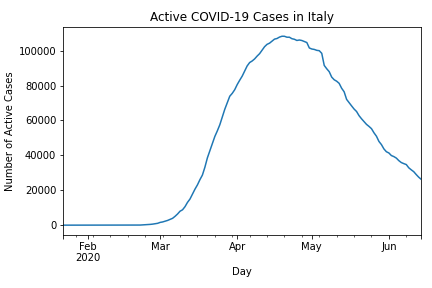 Active COVID-19 Cases in Italy
Number of Active Cases
100000
80000
60000
40000
20000
0
Feb
2020
Mar
Apr
May
Jun
Day